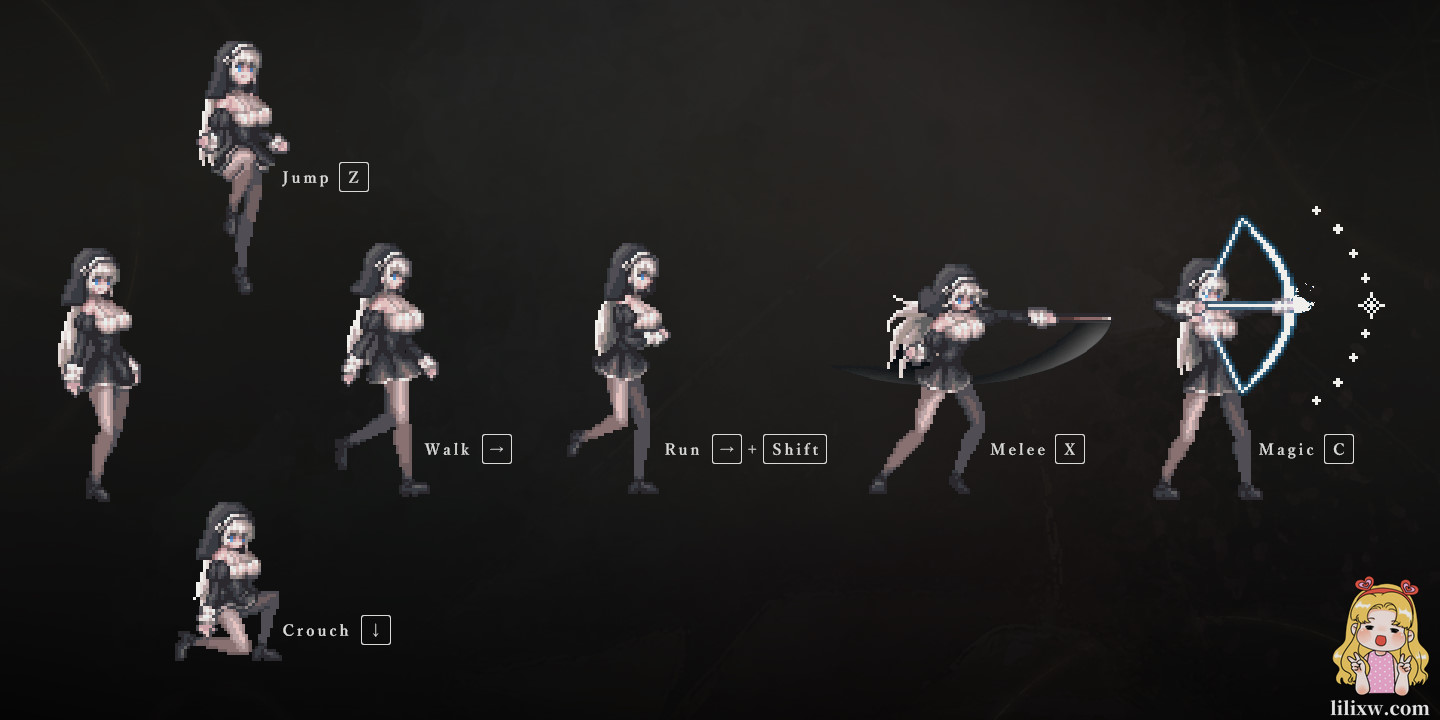 Jump Z
Walk → Run → + Shift Melee X Magic C
Crouch ↓
lilixw.com